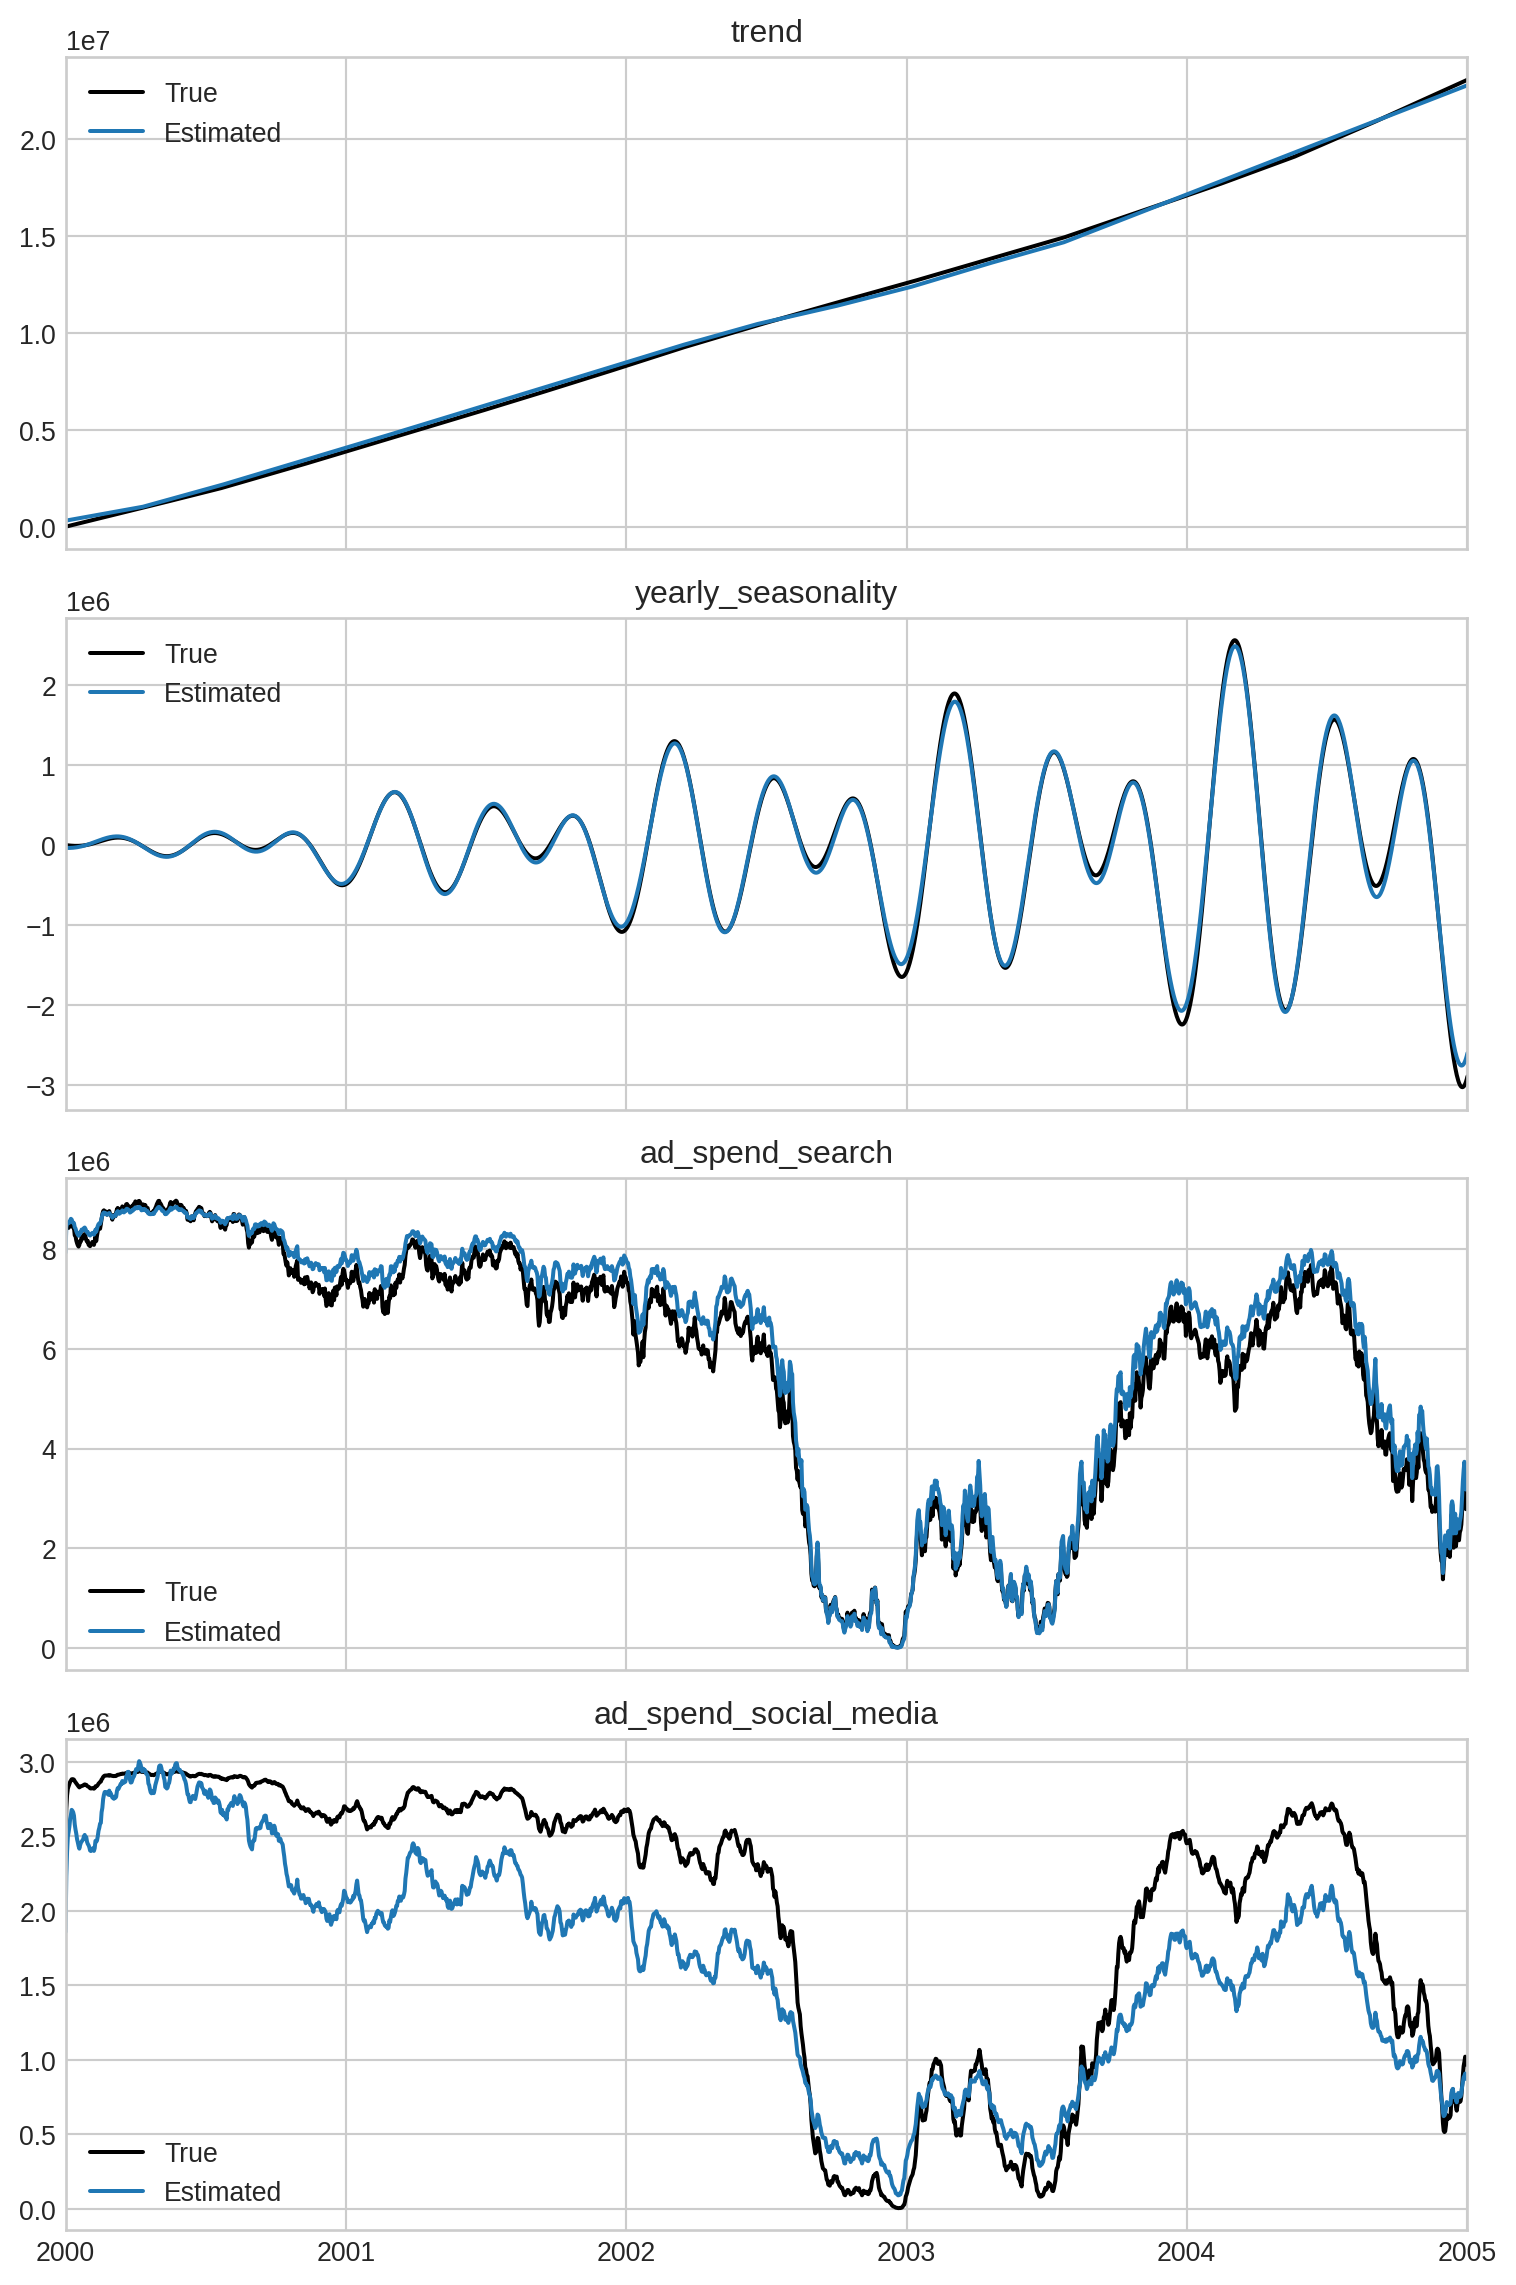 trend
1e7
True
Estimated
2.0
1.5
1.0
0.5
0.0
yearly_seasonality
1e6
True
Estimated
2
1
0
−1
−2
−3
ad_spend_search
1e6
8
6
4
2
0
True
Estimated
ad_spend_social_media
1e6
3.0
2.5
2.0
1.5
1.0
0.5
0.0
True
Estimated
2000 2001 2002 2003 2004 2005